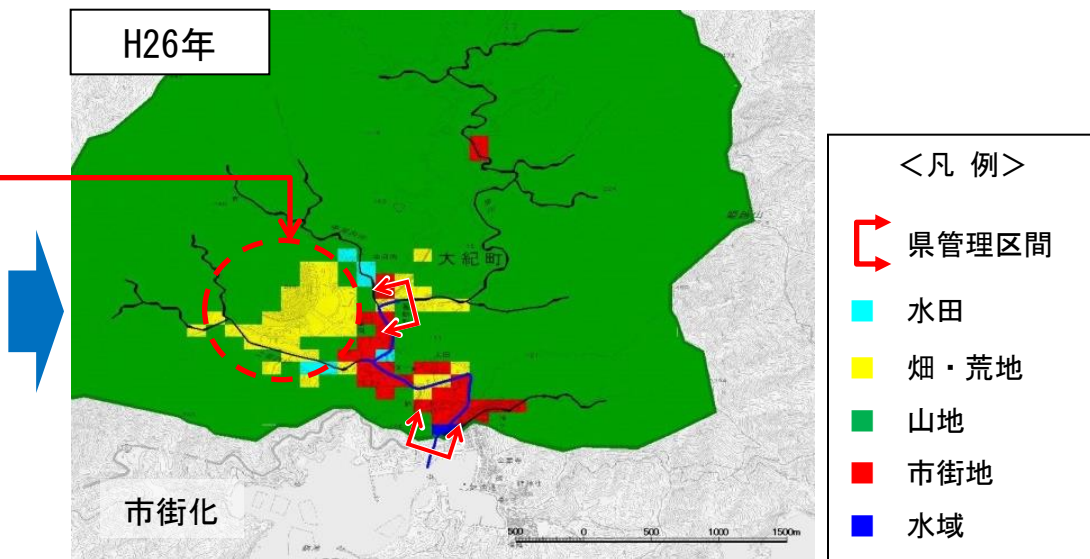 H26年
大紀町
市街化
500 0 500 1000 1500m
＜凡 例＞
県管理区間
水田
畑・荒地
山地
市街地
水域